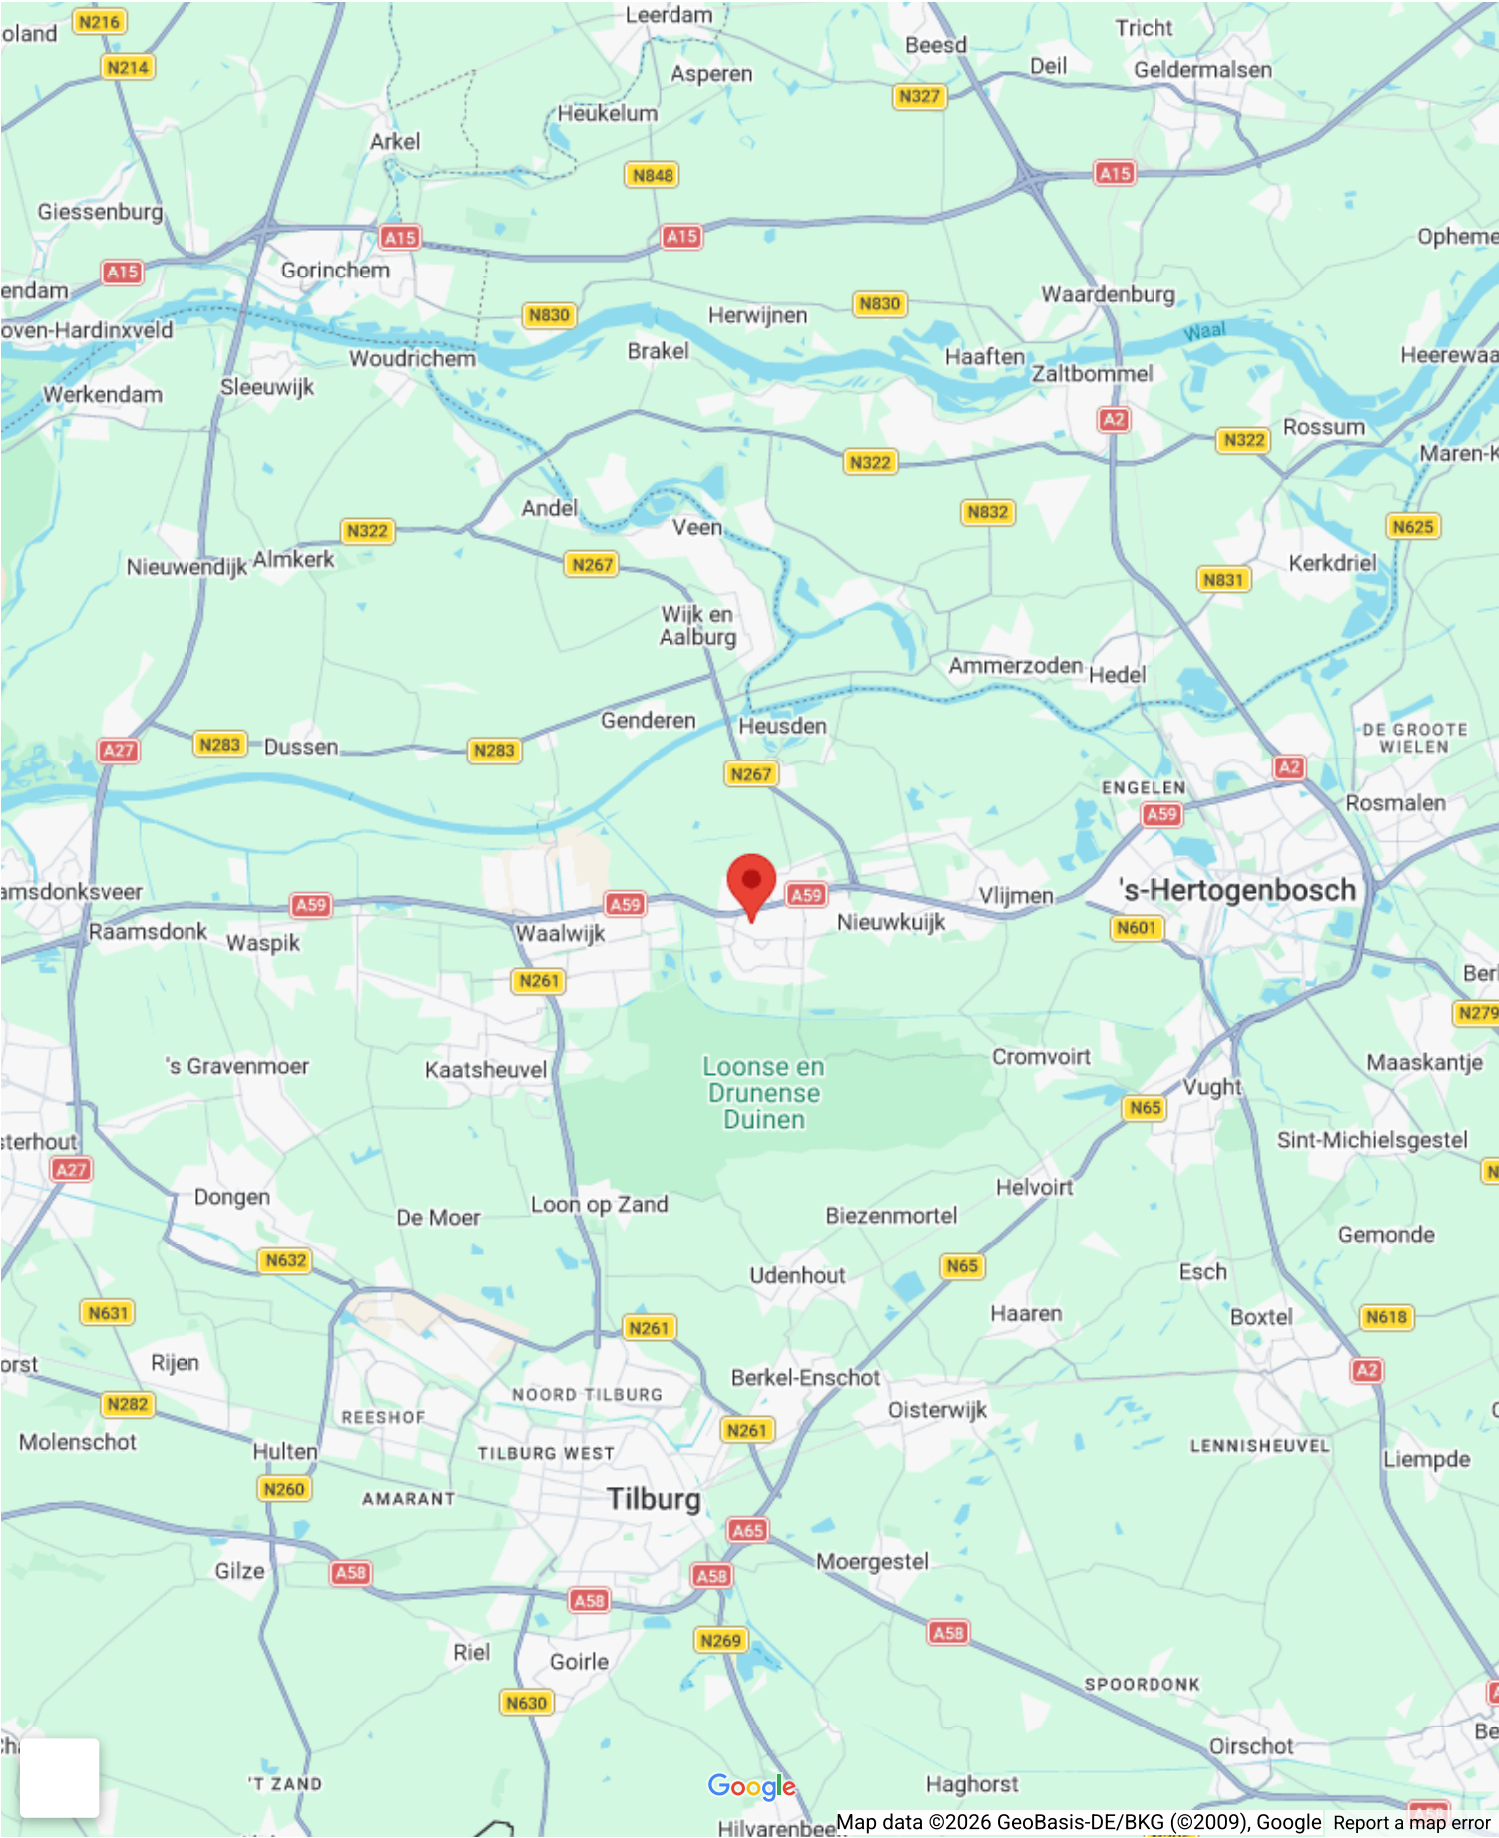 N216
Leerdam
Tricht
oland
Beesd
N214
Deil
Geldermalsen
Asperen
N327
Heukelum
Arkel
N848
A15
Giessenburg
A15
A15
Opheme
A15
Gorinchem
endam
Waardenburg
N830
N830
Herwijnen
oven-Hardinxveld
Waal
Woudrichem
Brakel
Haaften
Heerewaa
Werkendam
Sleeuwijk
Zaltbommel
A2
Rossum
N322
N322
Maren-K
Andel
N832
N322
Veen
N625
Nieuwendijk
Almkerk
N267
Kerkdriel
N831
Wijk en
Aalburg
Ammerzoden
Hedel
Genderen
Heusden
DE GROOTE
WIELEN
A27
N283
Dussen
N283
N267
A2
ENGELEN
Rosmalen
A59
amsdonksveer
A59
A59
A59
Vlijmen
's-Hertogenbosch
Raamsdonk
Waspik
Waalwijk
Nieuwkuijk
N601
N261
Berl
N279
's Gravenmoer
Kaatsheuvel
Loonse en
Drunense
Duinen
Cromvoirt
Maaskantje
Vught
N65
sterhout
A27
Sint-Michielsgestel
N
Dongen
De Moer
Loon op Zand
Helvoirt
Biezenmortel
Gemonde
N632
Udenhout
N65
Esch
N631
N261
Haaren
Boxtel
N618
orst
Rijen
Berkel-Enschot
A2
N282
NOORD TILBURG
REESHOF
Oisterwijk
Molenschot
Hulten
TILBURG WEST
N261
LENNISHEUVEL
Liempde
N260
AMARANT
Tilburg
A65
Gilze
A58
A58
Moergestel
A58
N269
A58
Riel
Goirle
SPOORDONK
N630
A
Be
Cha
Oirschot
'T ZAND
Google
Haghorst
A58
Hilvarenbee
Map data ©2026 GeoBasis-DE/BKG (©2009), Google
Report a map error